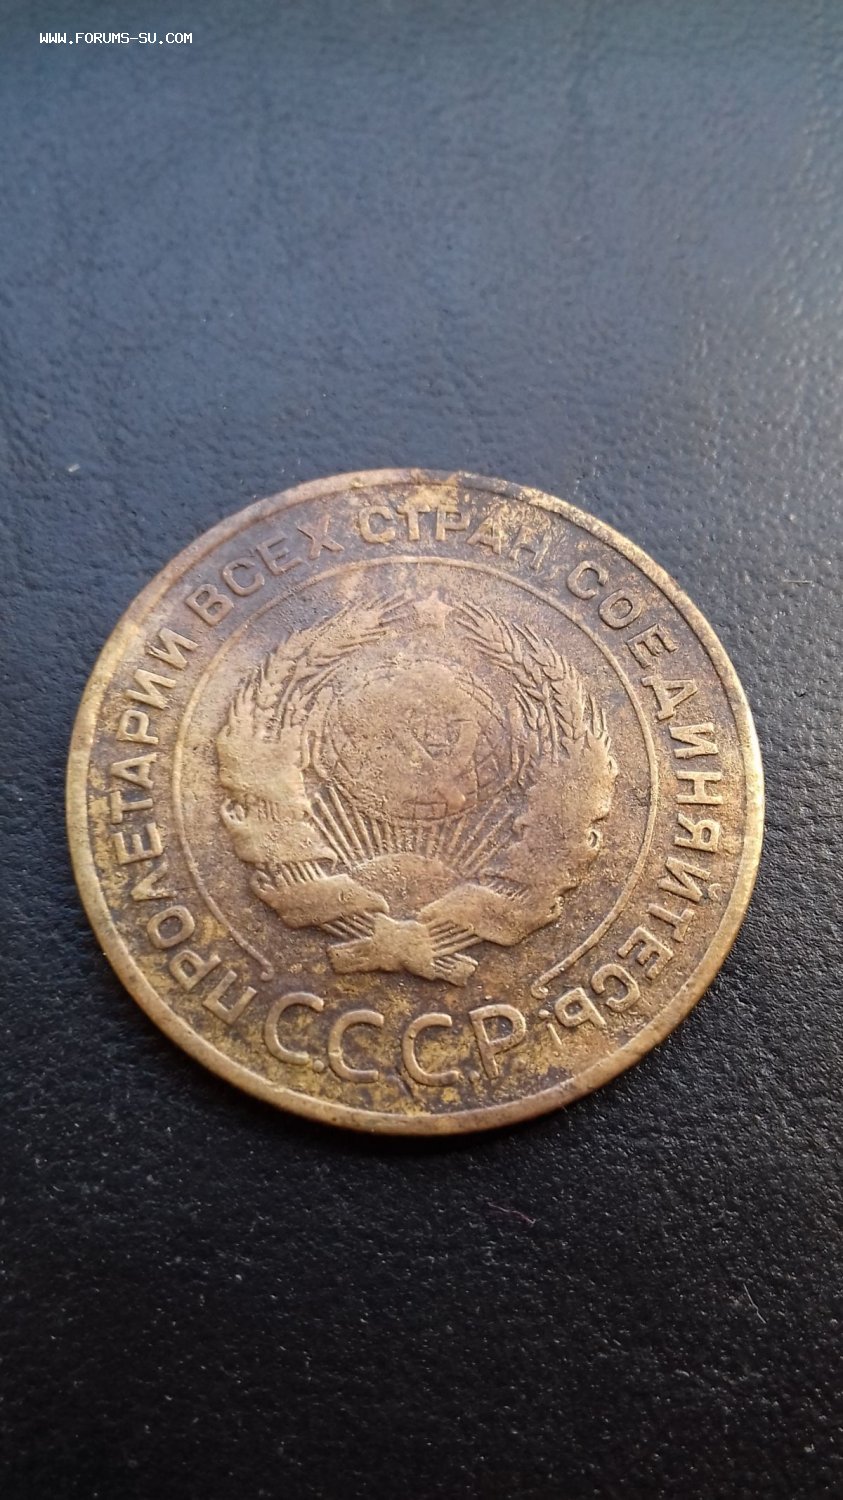 WWW.FORUMS-SU.COM
ПРОЛЕТАРИИ ВСЕХ СТРАН, СОЕДИНЯЙТЕСЬ!
С.С.С.Р.